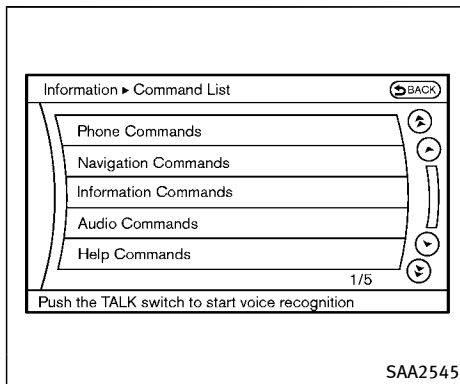 Information ▸ Command List
BACK
Phone Commands
Navigation Commands
Information Commands
Audio Commands
Help Commands
1/5
Push the TALK switch to start voice recognition
SAA2545